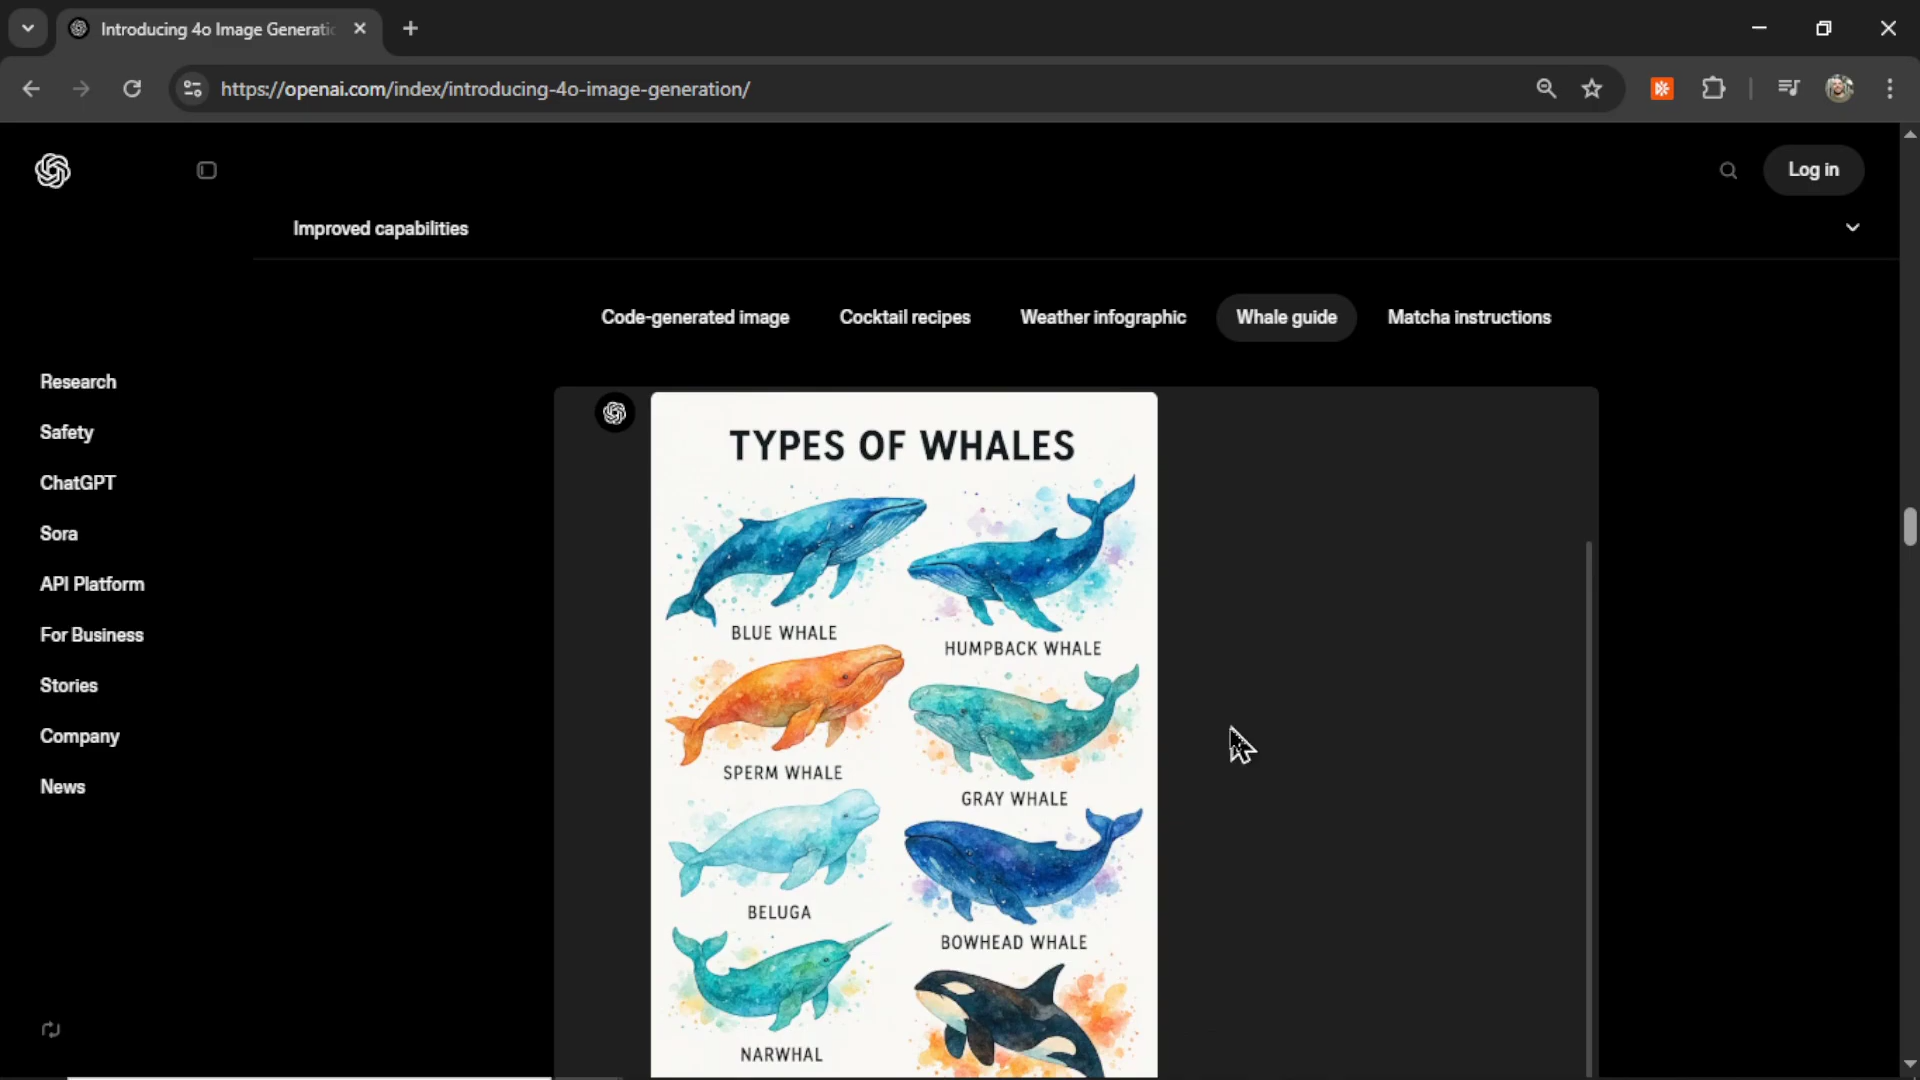 Introducing 4o Image Generati
https://openai.com/index/introducing-4o-image-generation/
Log in
Improved capabilities
Code-generated image
Cocktail recipes
Weather infographic
Whale guide
Matcha instructions
Research
Safety
ChatGPT
Sora
API Platform
For Business
Stories
Company
News
TYPES OF WHALES
BLUE WHALE
HUMPBACK WHALE
SPERM WHALE
GRAY WHALE
BELUGA
BOWHEAD WHALE
NARWHAL